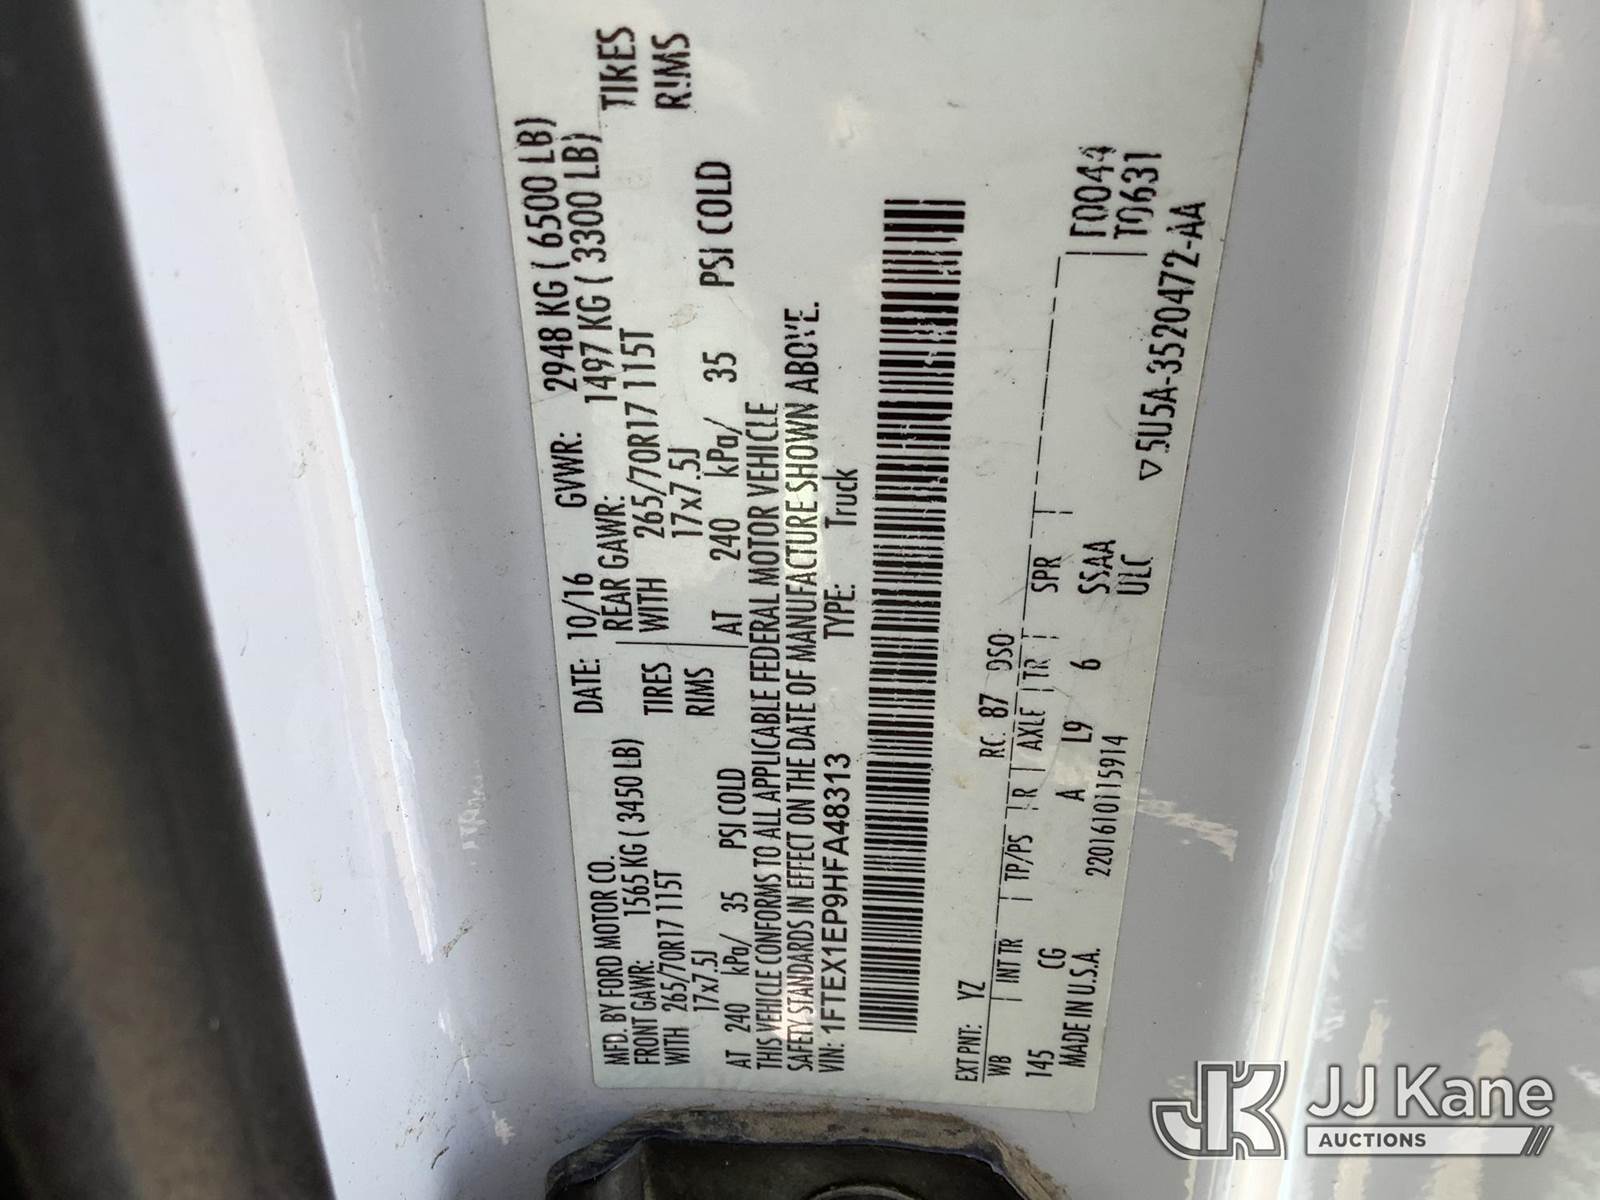 MFD. BY FORD MOTOR CO. DATE: 10/16 GVWR: 2948 KG ( 6500 LB)
FRONT GAWR: 1565 KG ( 3450 LB) REAR GAWR: 1497 KG ( 3300 LB)
WITH 265/70R17 115T TIRES WITH 265/70R17 115T TIRES
17x7.5J RIMS 17x7.5J RIMS
AT 240 kPa/ 35 PSI COLD AT 240 kPa/ 35 PSI COLD
THIS VEHICLE CONFORMS TO ALL APPLICABLE FEDERAL MOTOR VEHICLE
SAFETY STANDARDS IN EFFECT ON THE DATE OF MANUFACTURE SHOWN ABOVE.
VIN: 1FTEX1EP9HFA48313 TYPE: Truck
EXT PNT: YZ RC: 87 DSO:
WB INT TR TP/PS R AXLE TR SPR F0044
145 CG A L9 6 SSAA T0631
MADE IN U.S.A. 220161011 5914 ULC
▽5U5A-3520472-AA
JK JJ Kane
AUCTIONS